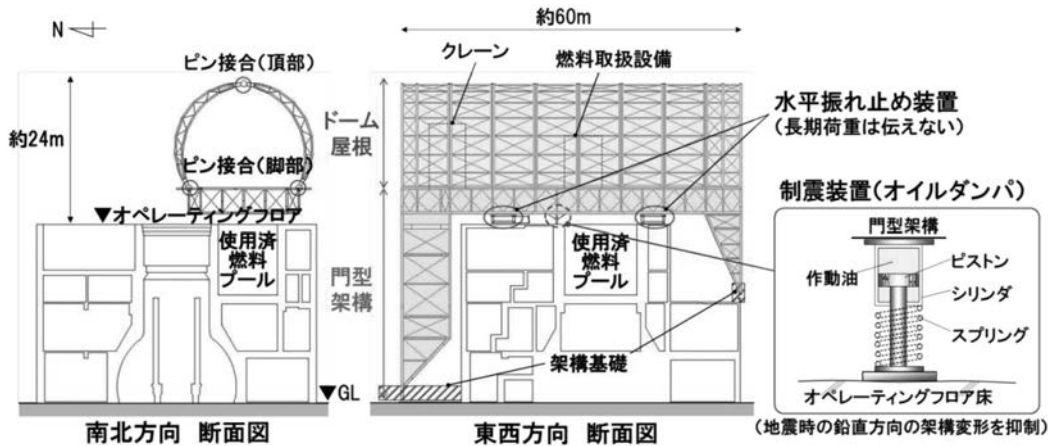 N
ピン接合(頂部)
約24m
ピン接合(脚部)
▼オペレーティングフロア
使用済
燃料
プール
▼GL
南北方向 断面図
約60m
クレーン
燃料取扱設備
ドーム
屋根
水平振れ止め装置
(長期荷重は伝えない)
使用済
燃料
プール
門型
架構
架構基礎
東西方向 断面図
制震装置(オイルダンパ)
門型架構
作動油
ピストン
シリンダ
スプリング
オペレーティングフロア床
(地震時の鉛直方向の架構変形を抑制)